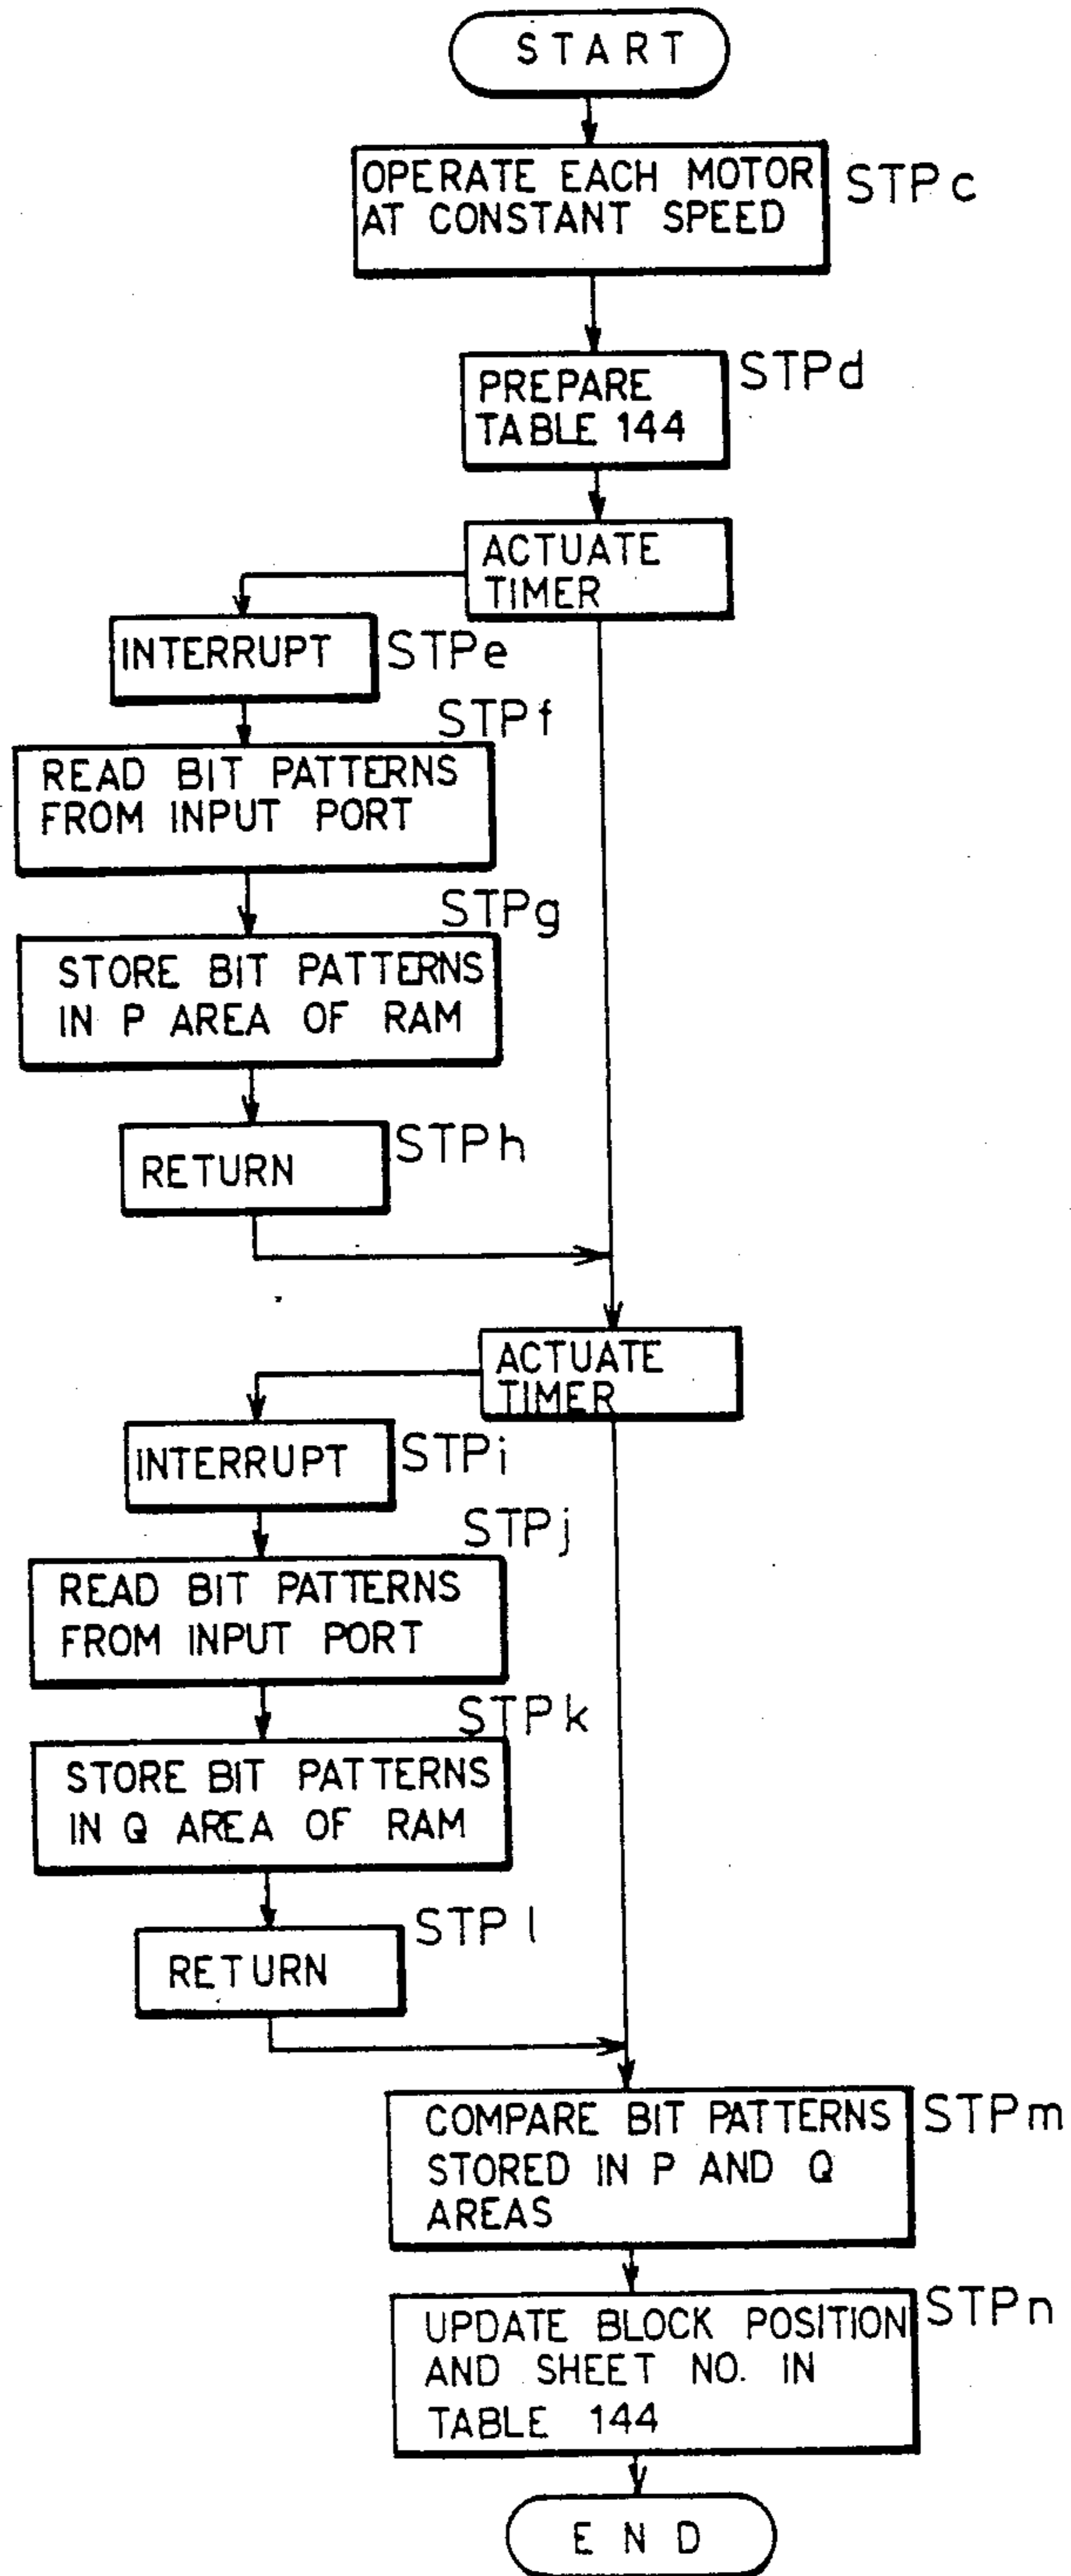 START
OPERATE EACH MOTOR
AT CONSTANT SPEED
STPc
PREPARE
TABLE 144
STPd
ACTUATE
TIMER
INTERRUPT
STPe
STPf
READ BIT PATTERNS
FROM INPUT PORT
STPg
STORE BIT PATTERNS
IN P AREA OF RAM
RETURN
STPh
ACTUATE
TIMER
INTERRUPT
STPi
STPj
READ BIT PATTERNS
FROM INPUT PORT
STPk
STORE BIT PATTERNS
IN Q AREA OF RAM
STPl
RETURN
COMPARE BIT PATTERNS
STORED IN P AND Q
AREAS
STPm
UPDATE BLOCK POSITION
AND SHEET NO. IN
TABLE 144
STPn
END